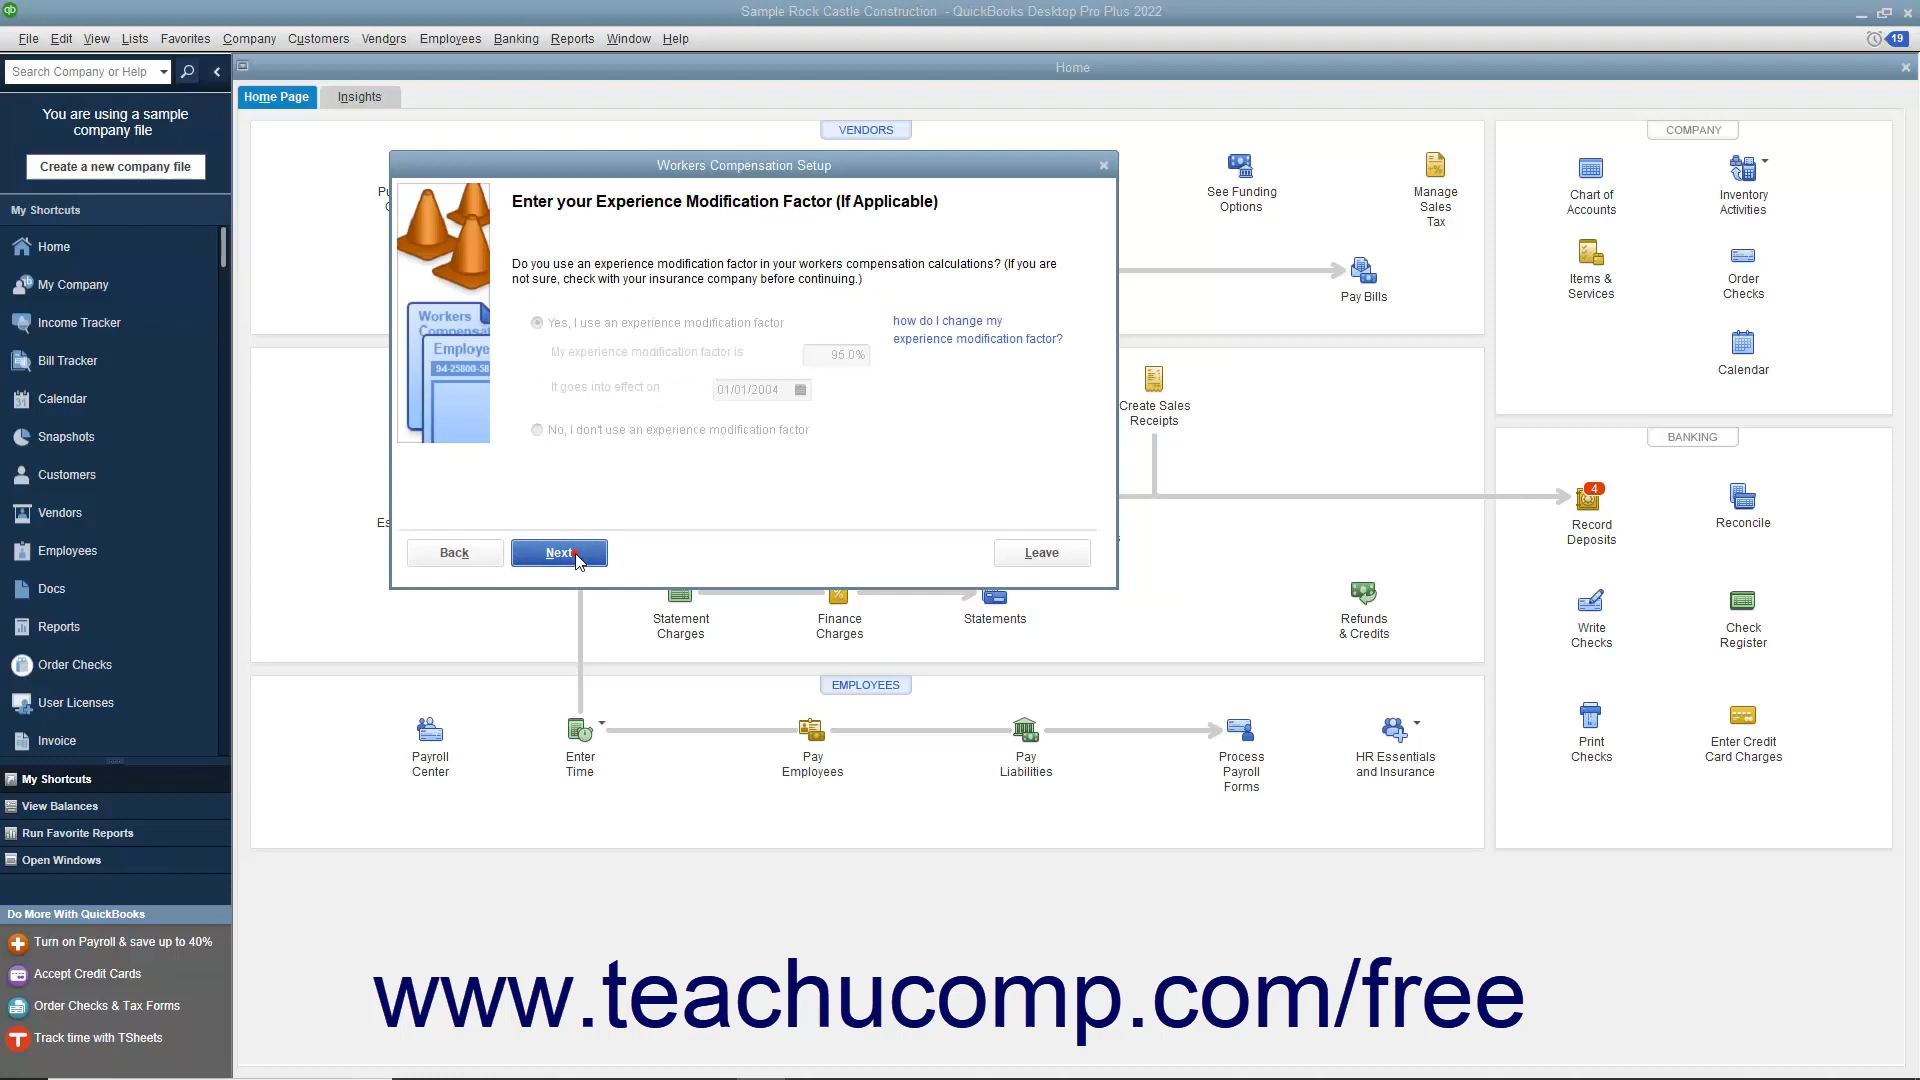 Sample Rock Castle Construction - QuickBooks Desktop Pro Plus 2022
File Edit View Lists Favorites Company Customers Vendors Employees Banking Reports Window Help
19
Search Company or Help
Home
Home Page
Insights
You are using a sample
company file
Create a new company file
My Shortcuts
Home
My Company
Income Tracker
Bill Tracker
Calendar
Snapshots
Customers
Vendors
Employees
Docs
Reports
Order Checks
User Licenses
Invoice
My Shortcuts
View Balances
Run Favorite Reports
Open Windows
Do More With QuickBooks
Turn on Payroll & save up to 40%
Accept Credit Cards
Order Checks & Tax Forms
Track time with TSheets
VENDORS
See Funding
Options
Manage
Sales
Tax
Pay Bills
Workers Compensation Setup
Enter your Experience Modification Factor (If Applicable)
Do you use an experience modification factor in your workers compensation calculations? (If you are
not sure, check with your insurance company before continuing.)
Yes, I use an experience modification factor
My experience modification factor is
95.0%
It goes into effect on
01/01/2004
how do I change my
experience modification factor?
No, I don't use an experience modification factor
Workers
Employe
94-25800-58
Back
Next
Leave
Create Sales
Receipts
Statement
Charges
Finance
Charges
Statements
Refunds
& Credits
EMPLOYEES
Payroll
Center
Enter
Time
Pay
Employees
Pay
Liabilities
Process
Payroll
Forms
HR Essentials
and Insurance
COMPANY
Chart of
Accounts
Inventory
Activities
Items &
Services
Order
Checks
Calendar
BANKING
4
Record
Deposits
Reconcile
Write
Checks
Check
Register
Print
Checks
Enter Credit
Card Charges
www.teachucomp.com/free